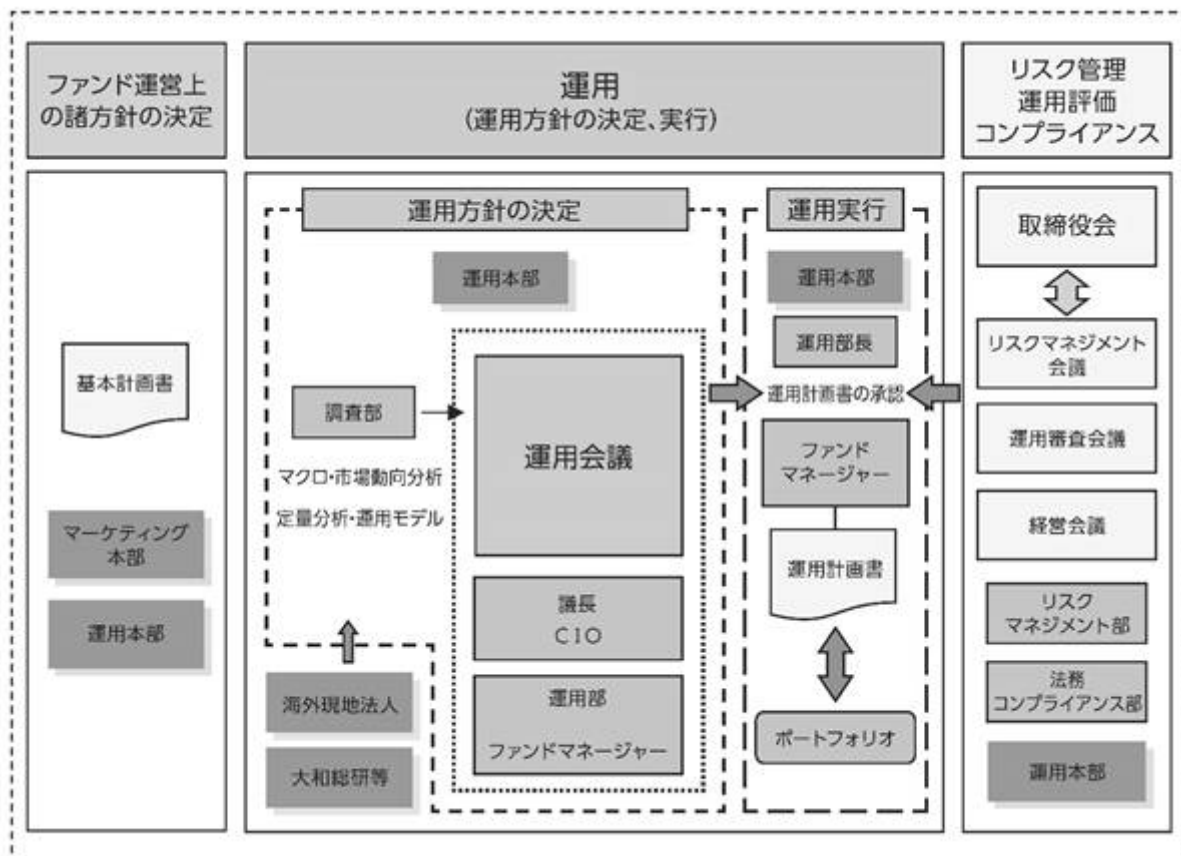 ファンド運営上
の諸方針の決定
運用
(運用方針の決定、実行)
リスク管理
運用評価
コンプライアンス
基本計画書
マーケティング
本部
運用本部
運用方針の決定
運用本部
調査部
マクロ・市場動向分析
定量分析・運用モデル
海外現地法人
大和総研等
運用会議
議長
CIO
運用部
ファンドマネージャー
運用実行
運用本部
運用部長
運用計画書の承認
ファンド
マネージャー
運用計画書
ポートフォリオ
取締役会
リスクマネジメント
会議
運用審査会議
経営会議
リスク
マネジメント部
法務
コンプライアンス部
運用本部